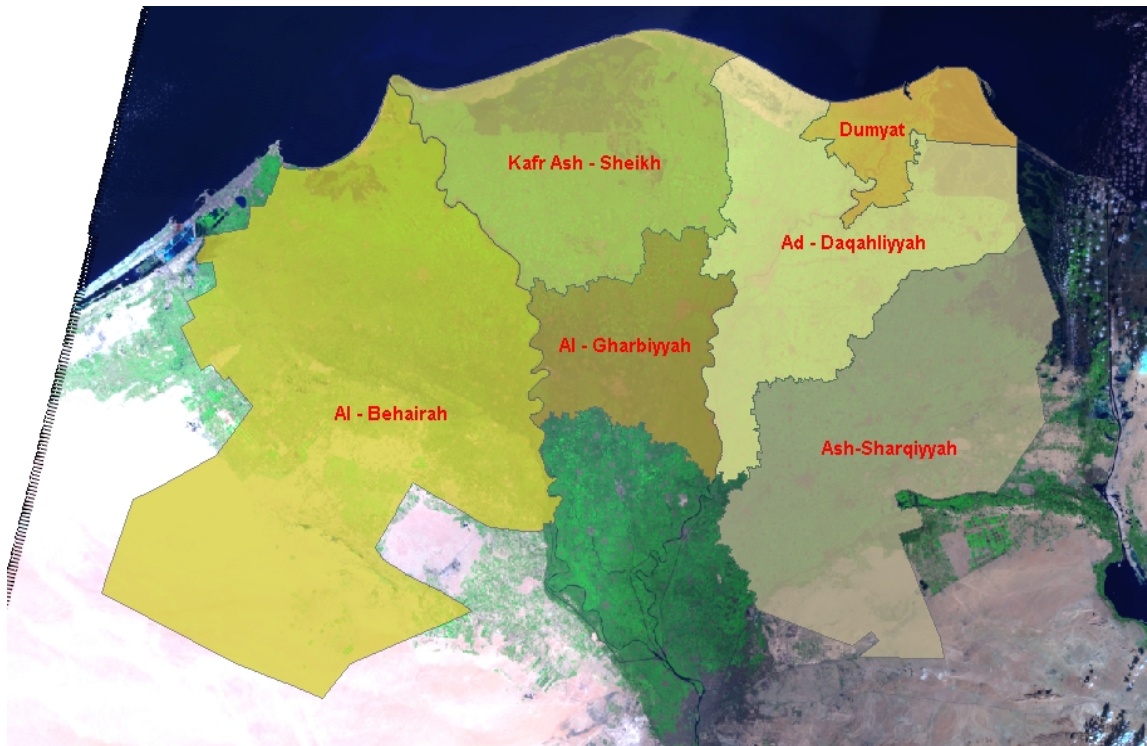 Dumyat
Kafr Ash - Sheikh
Ad - Daqahliyyah
Al - Gharbiyyah
Al - Behairah
Ash-Sharqiyyah